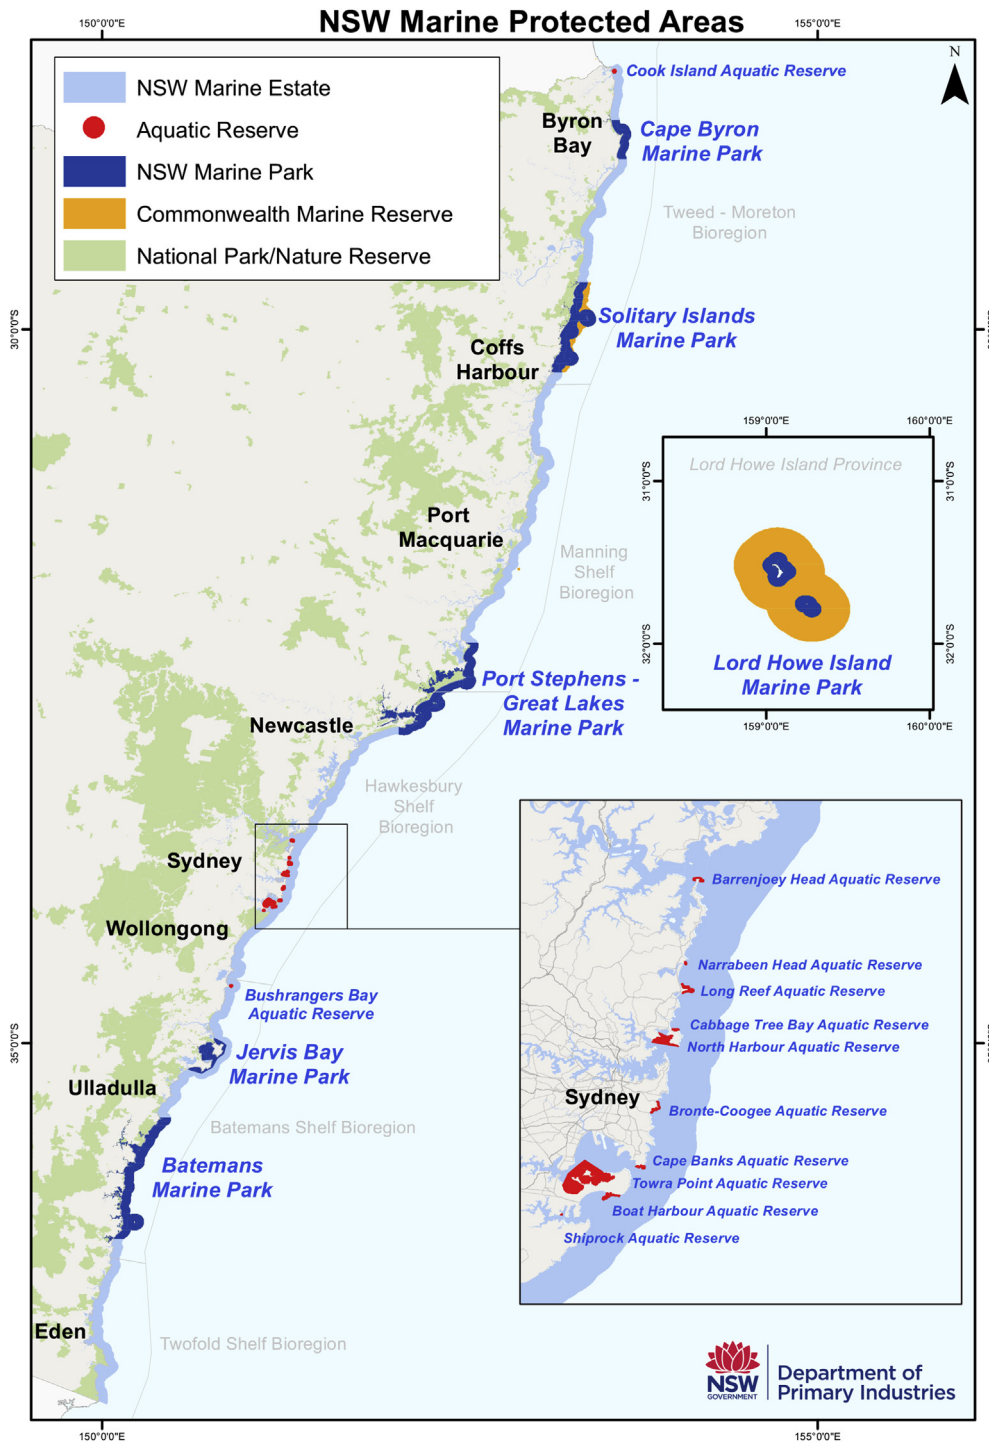 NSW Marine Protected Areas
150°0'0"E
155°0'0"E
N
NSW Marine Estate
Aquatic Reserve
NSW Marine Park
Commonwealth Marine Reserve
National Park/Nature Reserve
Cook Island Aquatic Reserve
Byron
Bay
Cape Byron
Marine Park
Tweed - Moreton
Bioregion
30°0'0"S
Solitary Islands
Marine Park
Coffs
Harbour
159°0'0"E
160°0'0"E
Lord Howe Island Province
31°0'0"S
31°0'0"S
32°0'0"S
32°0'0"S
Lord Howe Island
Marine Park
159°0'0"E
160°0'0"E
Port
Macquarie
Manning
Shelf
Bioregion
Port Stephens -
Great Lakes
Marine Park
Newcastle
Hawkesbury
Shelf
Bioregion
Sydney
Wollongong
Barrenjoey Head Aquatic Reserve
Narrabeen Head Aquatic Reserve
Long Reef Aquatic Reserve
Cabbage Tree Bay Aquatic Reserve
North Harbour Aquatic Reserve
Sydney
Bronte-Coogee Aquatic Reserve
Cape Banks Aquatic Reserve
Towra Point Aquatic Reserve
Boat Harbour Aquatic Reserve
Shiprock Aquatic Reserve
Bushrangers Bay
Aquatic Reserve
35°0'0"S
Jervis Bay
Marine Park
Ulladulla
Batemans Shelf Bioregion
Batemans
Marine Park
Eden
Twofold Shelf Bioregion
NSW
GOVERNMENT
Department of
Primary Industries
150°0'0"E
155°0'0"E